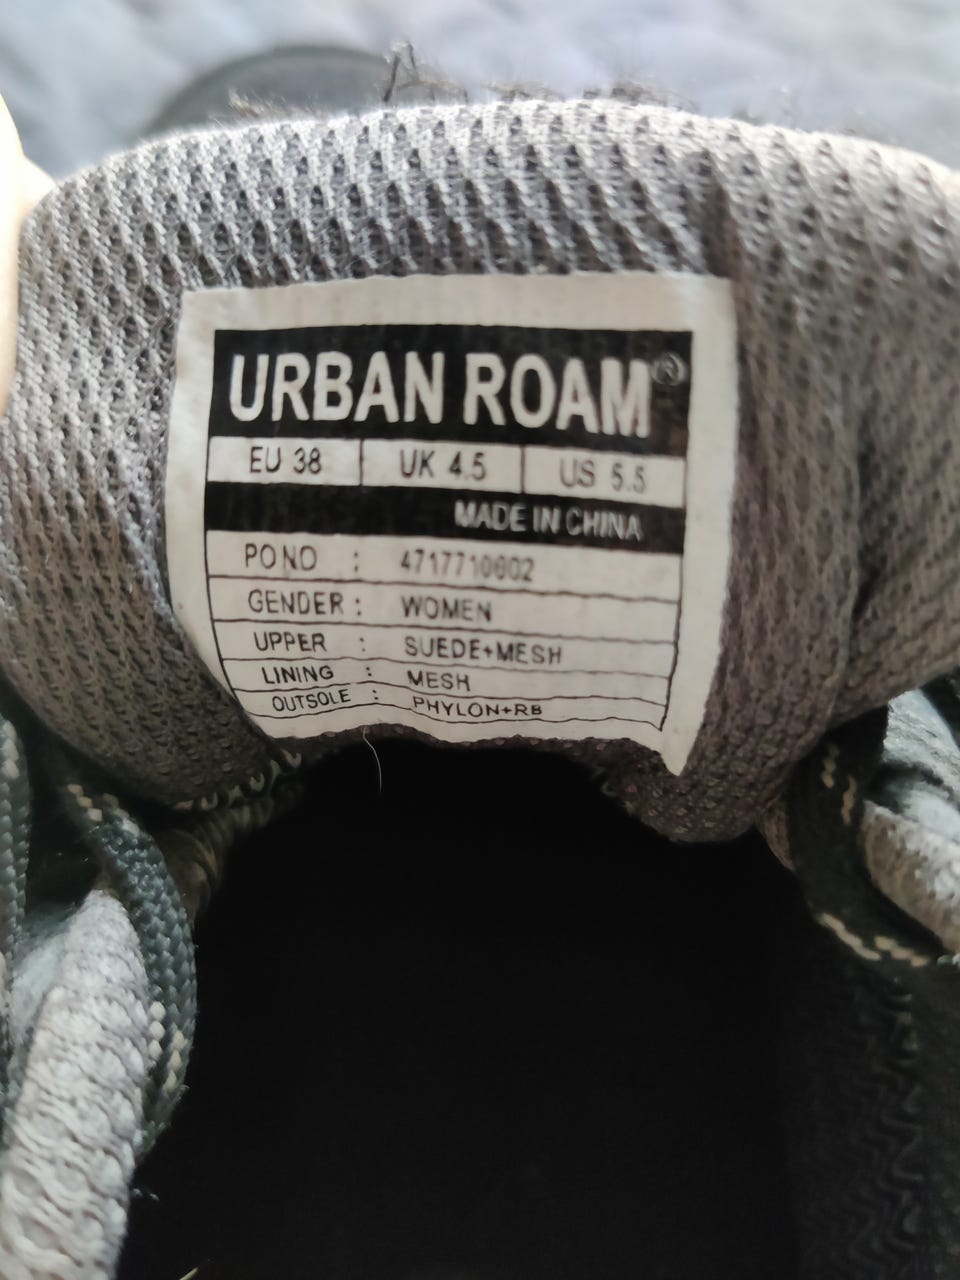 URBAN ROAM®
EU 38 UK 4.5 US 5.5
MADE IN CHINA
PO NO : 4717710602
GENDER : WOMEN
UPPER : SUEDE+MESH
LINING : MESH
OUTSOLE : PHYLON+RB